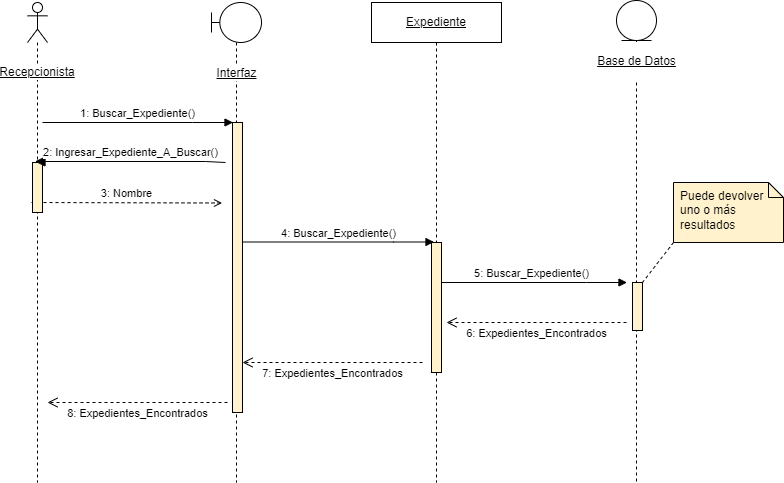 Expediente
Base de Datos
Recepcionista
Interfaz
1: Buscar_Expediente()
2: Ingresar_Expediente_A_Buscar()
3: Nombre
Puede devolver
uno o más
resultados
4: Buscar_Expediente()
5: Buscar_Expediente()
6: Expedientes_Encontrados
7: Expedientes_Encontrados
8: Expedientes_Encontrados